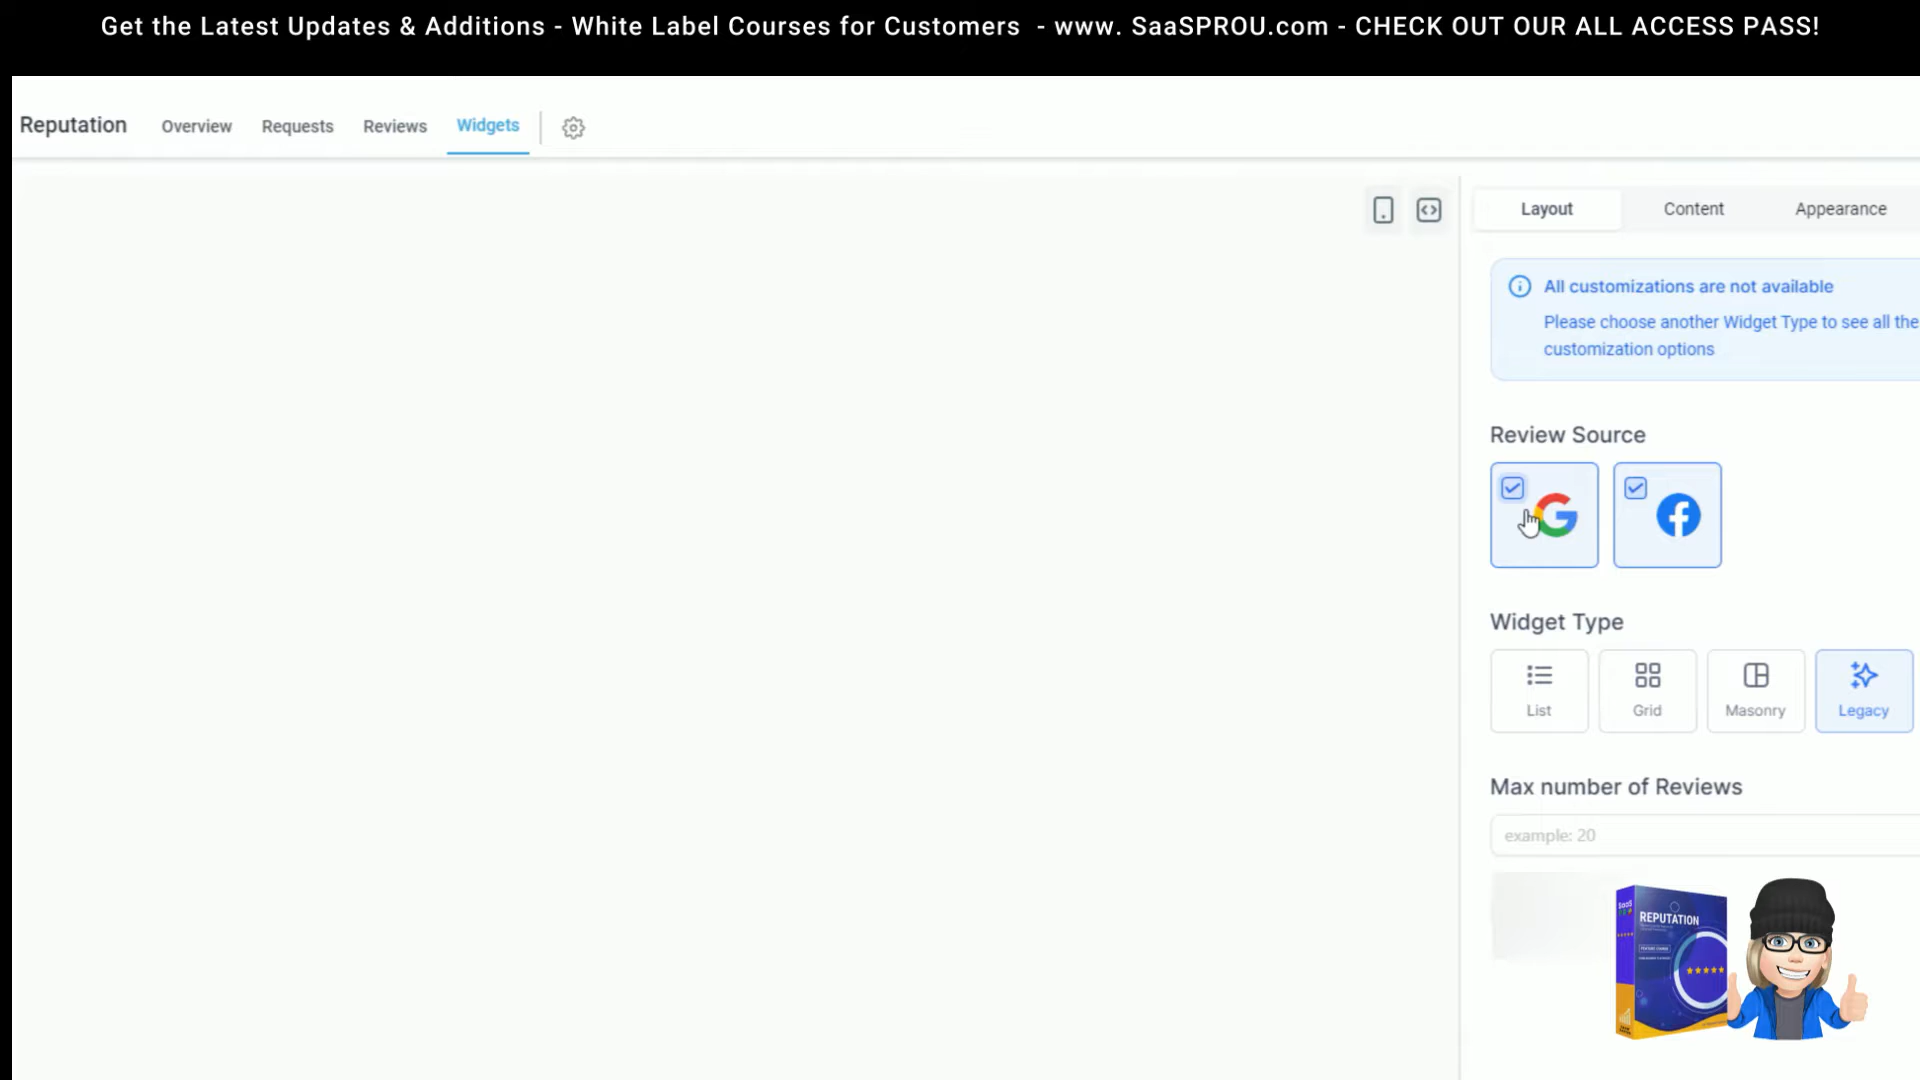 Get the Latest Updates & Additions - White Label Courses for Customers - www. SaaSPROU.com - CHECK OUT OUR ALL ACCESS PASS!
Reputation
Overview
Requests
Reviews
Widgets
Layout
Content
Appearance
All customizations are not available
Please choose another Widget Type to see all the
customization options
Review Source
Widget Type
List
Grid
Masonry
Legacy
Max number of Reviews
example: 20
REPUTATION